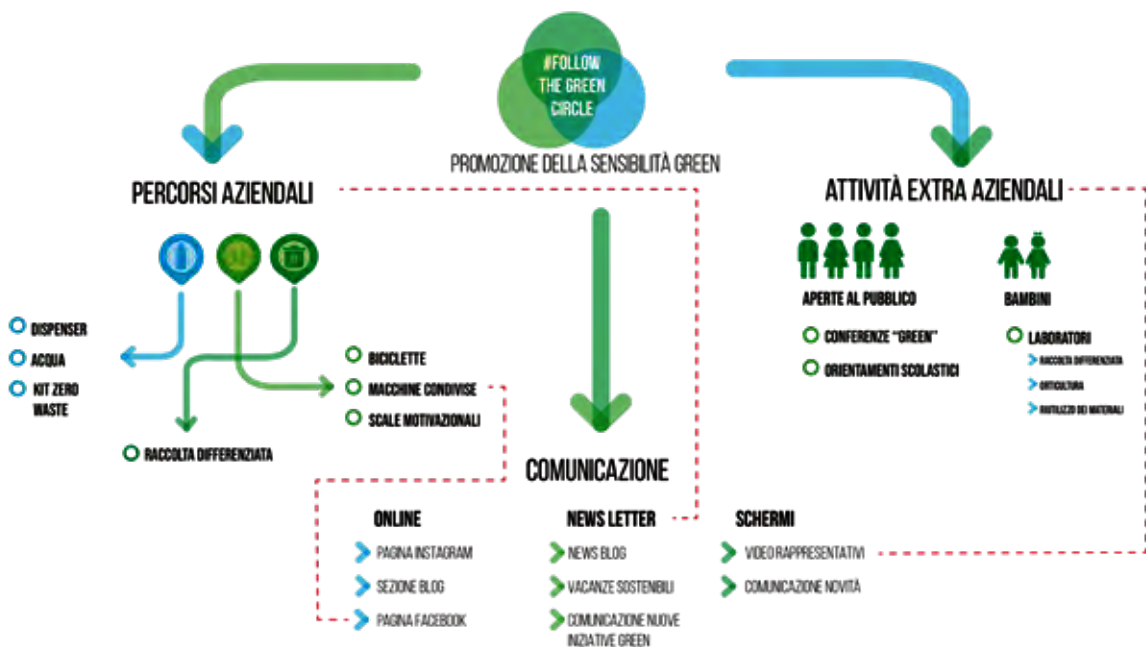 #FOLLOW
THE GREEN
CIRCLE
PROMOZIONE DELLA SENSIBILITÀ GREEN
PERCORSI AZIENDALI
DISPENSER
ACQUA
KIT ZERO
WASTE
RACCOLTA DIFFERENZIATA
BICICLETTE
MACCHINE CONDIVISE
SCALE MOTIVAZIONALI
ATTIVITÀ EXTRA AZIENDALI
APERTE AL PUBBLICO
CONFERENZE "GREEN"
ORIENTAMENTI SCOLASTICI
BAMBINI
LABORATORI
RACCOLTA DIFFERENZIATA
ORTICULTURA
RIUTILIZZO DEI MATERIALI
COMUNICAZIONE
ONLINE
PAGINA INSTAGRAM
SEZIONE BLOG
PAGINA FACEBOOK
NEWS LETTER
NEWS BLOG
VACANZE SOSTENIBILI
COMUNICAZIONE NUOVE
INIZIATIVE GREEN
SCHERMI
VIDEO RAPPRESENTATIVI
COMUNICAZIONE NOVITÀ